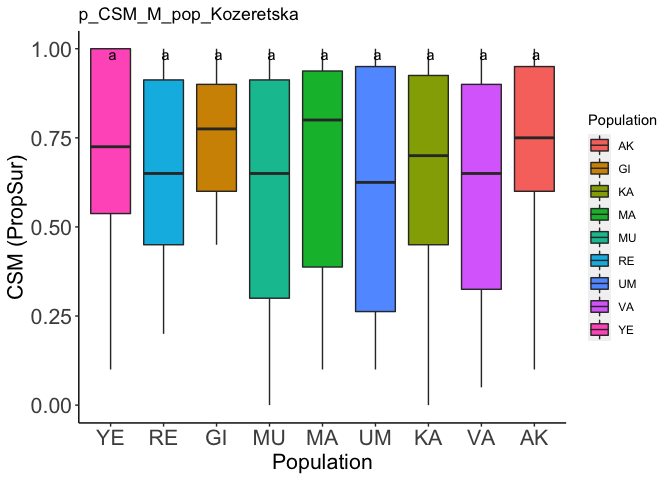 p_CSM_M_pop_Kozeretska
CSM (PropSur)
1.00
0.75
0.50
0.25
0.00
a a a a a a a a a
YE RE GI MU MA UM KA VA AK
Population
Population
AK
GI
KA
MA
MU
RE
UM
VA
YE